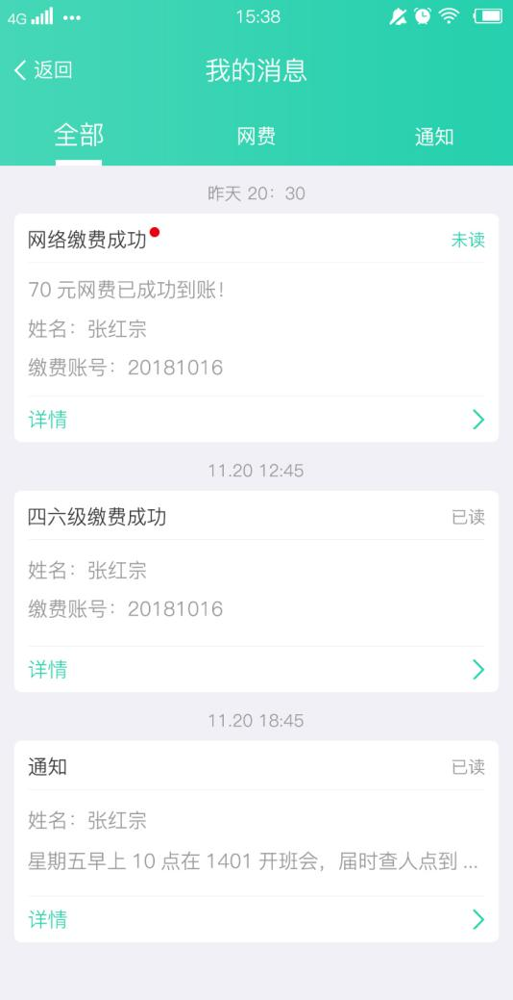 4G 15:38
返回 我的消息
全部 网费 通知
昨天 20：30
网络缴费成功 未读
70 元网费已成功到账！
姓名：张红宗
缴费账号：20181016
详情
11.20 12:45
四六级缴费成功 已读
姓名：张红宗
缴费账号：20181016
详情
11.20 18:45
通知 已读
姓名：张红宗
星期五早上 10 点在 1401 开班会，届时查人点到 ...
详情